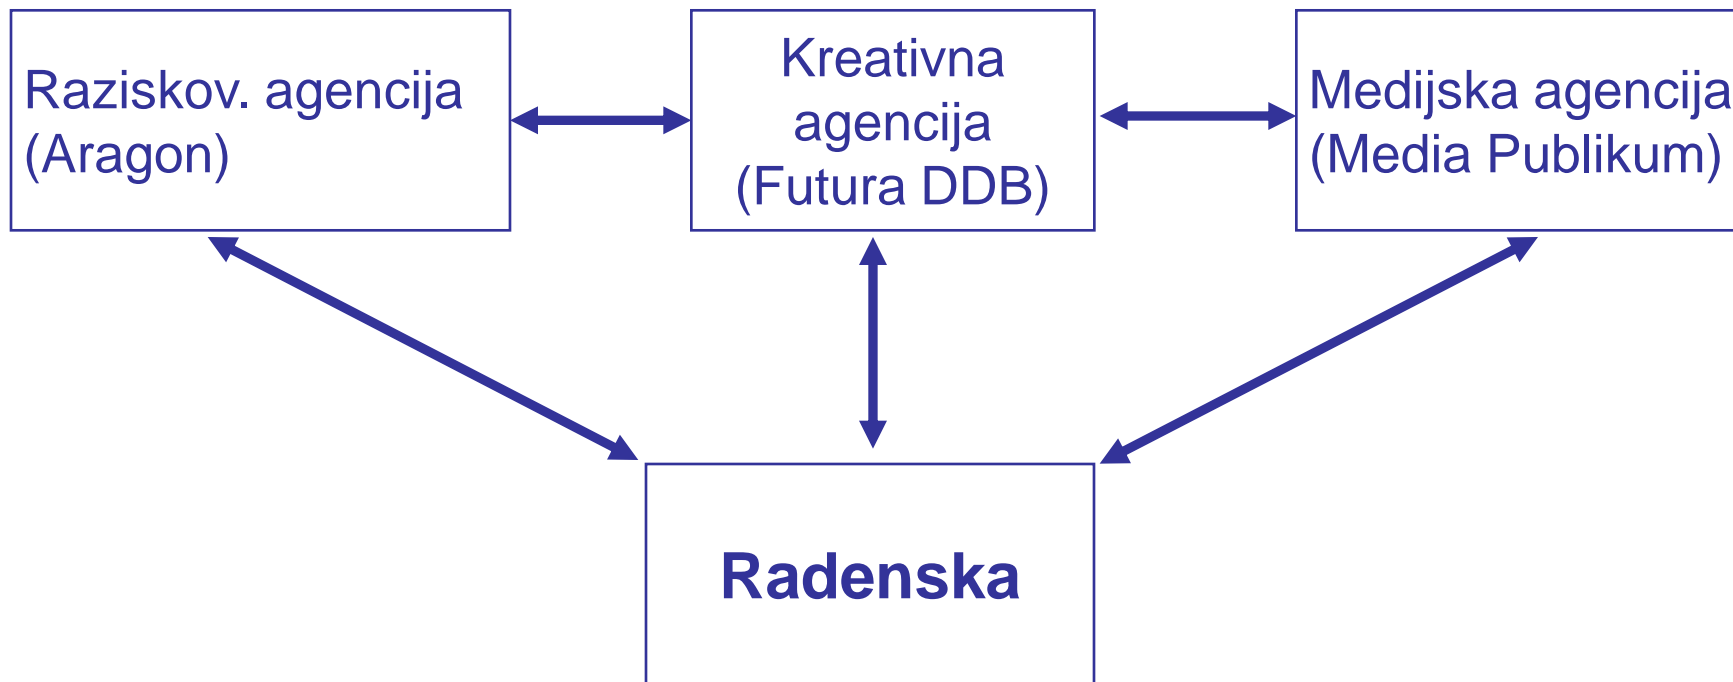 Raziskov. agencija
(Aragon)
Kreativna
agencija
(Futura DDB)
Medijska agencija
(Media Publikum)
Radenska